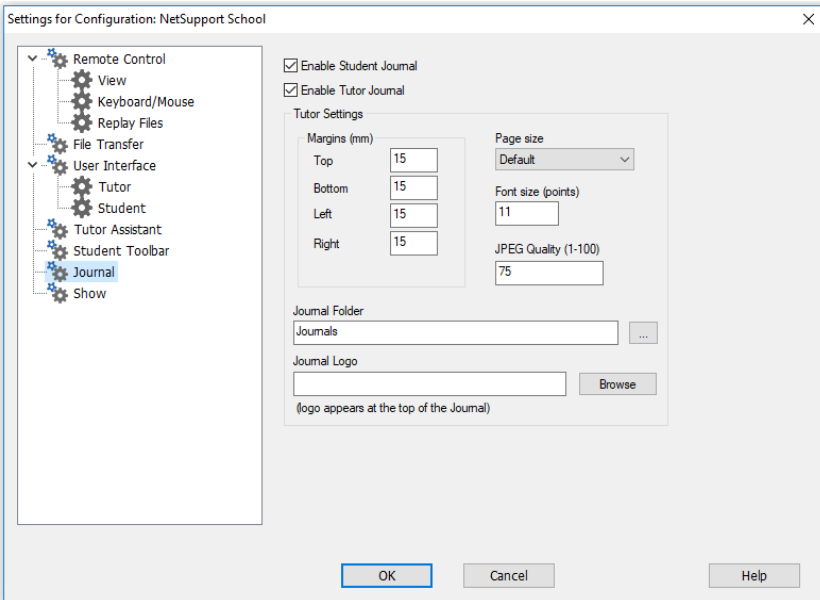 Settings for Configuration: NetSupport School
Remote Control
View
Keyboard/Mouse
Replay Files
File Transfer
User Interface
Tutor
Student
Tutor Assistant
Student Toolbar
Journal
Show
Enable Student Journal
Enable Tutor Journal
Tutor Settings
Margins (mm)
Top 15
Bottom 15
Left 15
Right 15
Page size
Default
Font size (points)
11
JPEG Quality (1-100)
75
Journal Folder
Journals ...
Journal Logo
Browse
(logo appears at the top of the Journal)
OK Cancel Help